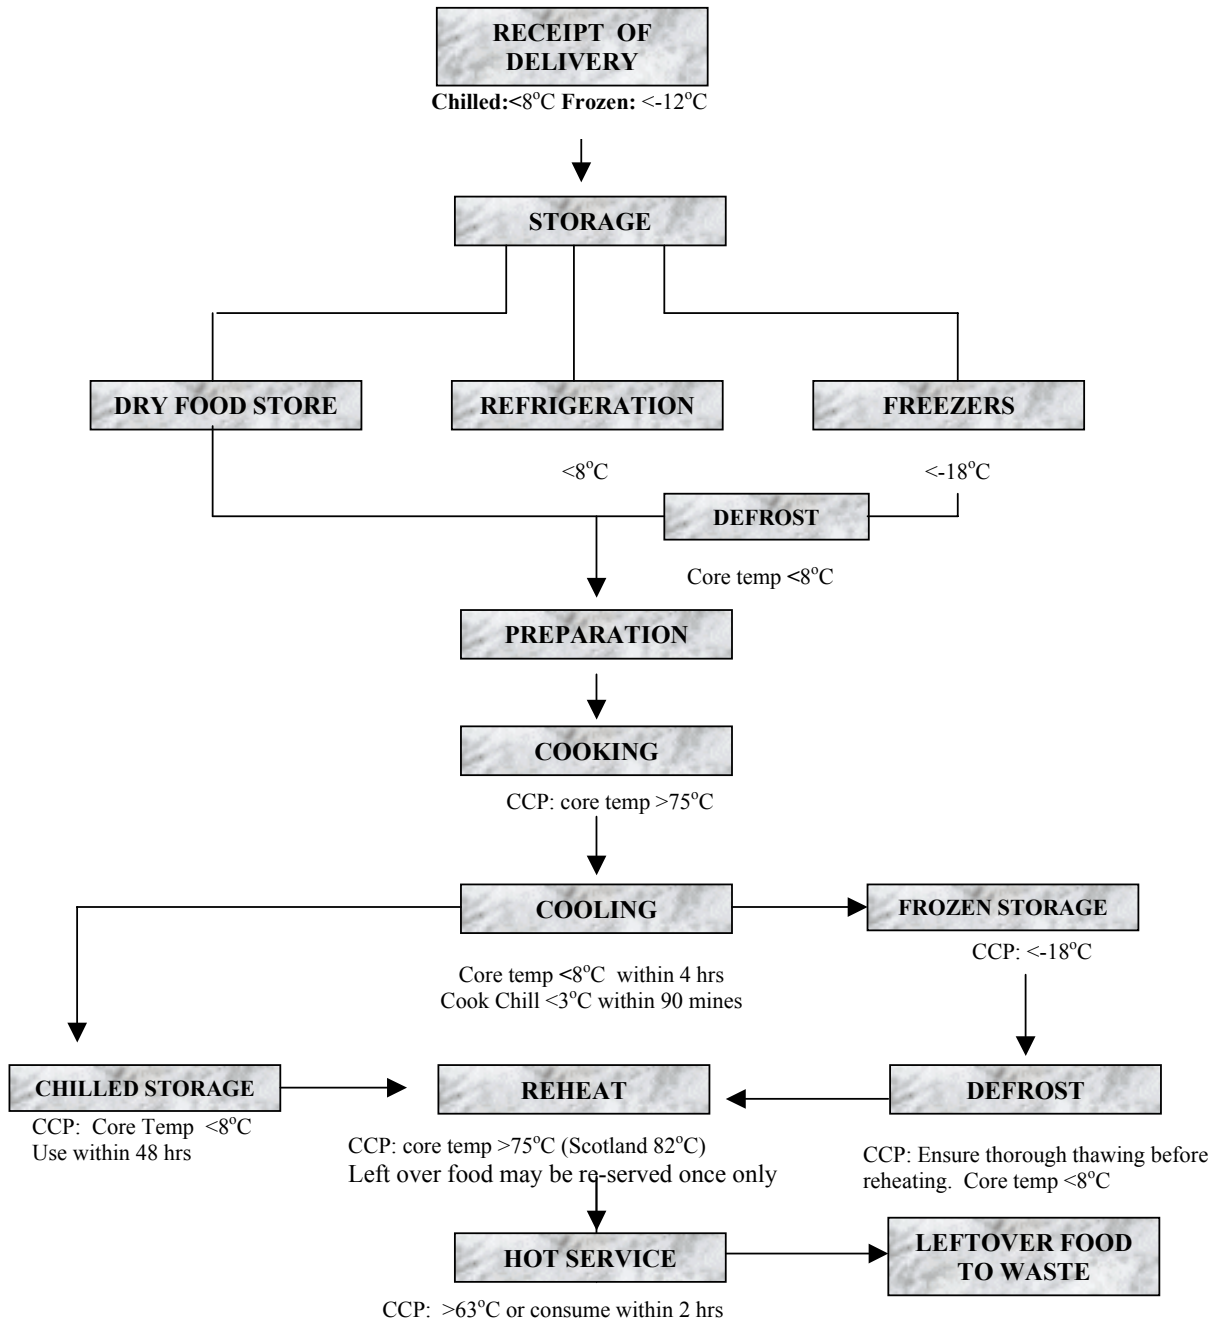 RECEIPT OF
DELIVERY
Chilled:<8°C Frozen: <-12°C
STORAGE
DRY FOOD STORE
REFRIGERATION
FREEZERS
<8°C
<-18°C
DEFROST
Core temp <8°C
PREPARATION
COOKING
CCP: core temp >75°C
COOLING
FROZEN STORAGE
CCP: <-18°C
Core temp <8°C within 4 hrs
Cook Chill <3°C within 90 mines
CHILLED STORAGE
CCP: Core Temp <8°C
Use within 48 hrs
REHEAT
CCP: core temp >75°C (Scotland 82°C)
Left over food may be re-served once only
DEFROST
CCP: Ensure thorough thawing before
reheating. Core temp <8°C
HOT SERVICE
CCP: >63°C or consume within 2 hrs
LEFTOVER FOOD
TO WASTE